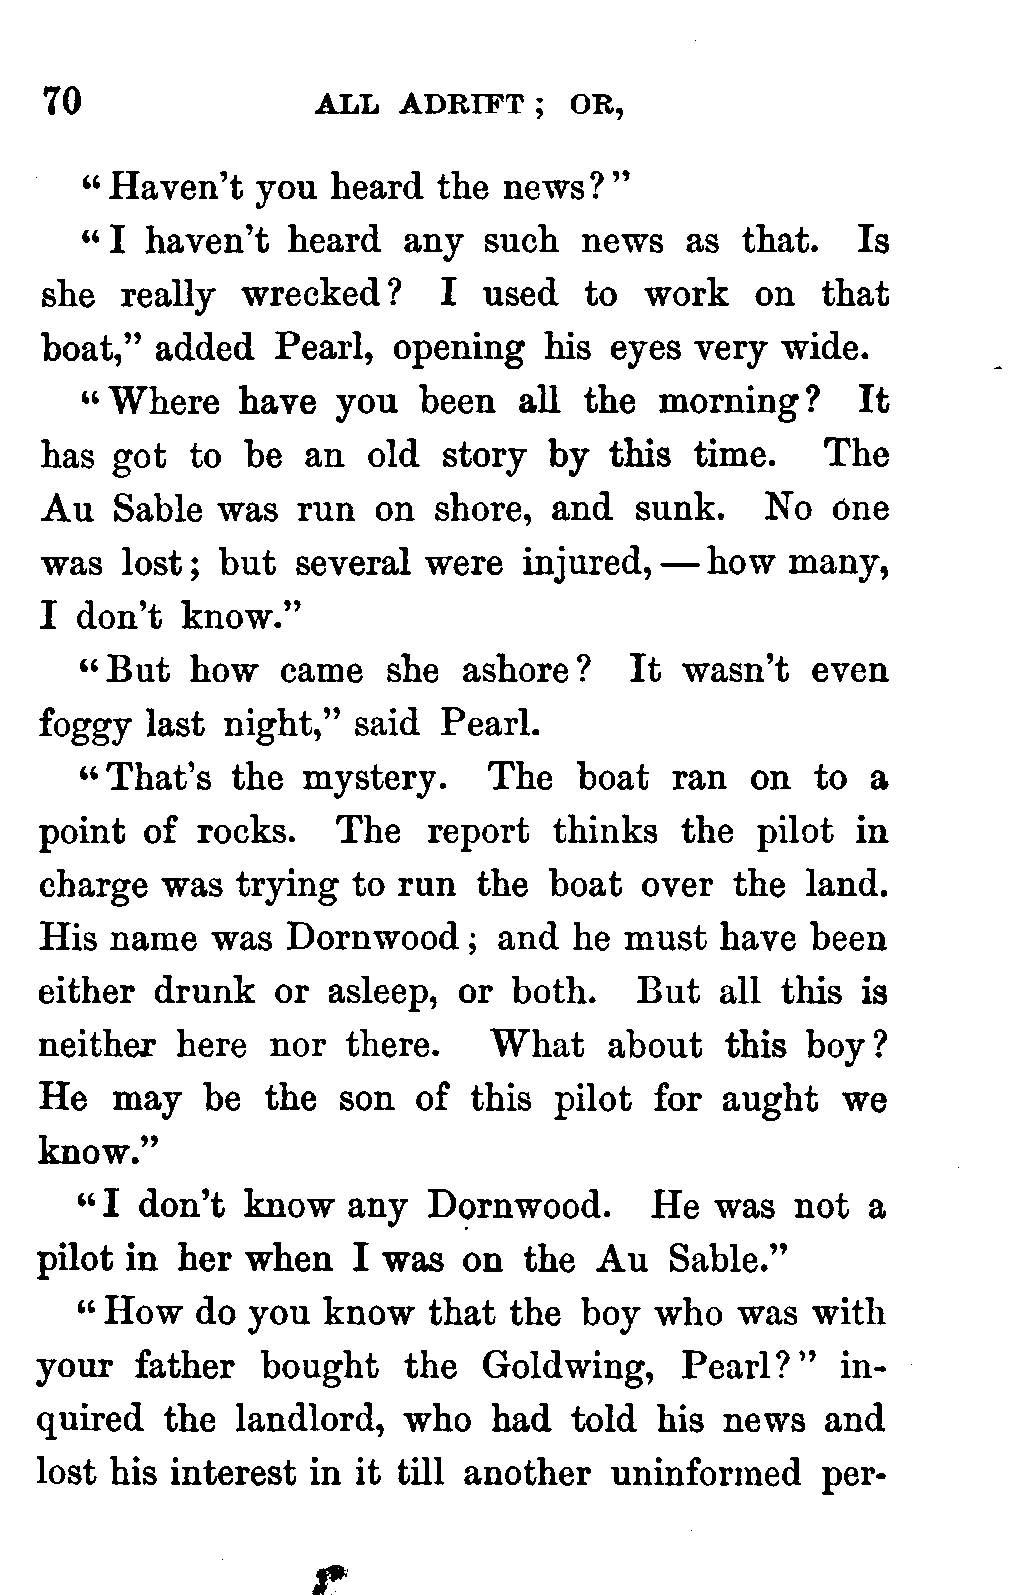 70 ALL ADRIFT; OR,
“Haven’t you heard the news?”
“I haven’t heard any such news as that. Is
she really wrecked? I used to work on that
boat,” added Pearl, opening his eyes very wide.
“Where have you been all the morning? It
has got to be an old story by this time. The
Au Sable was run on shore, and sunk. No one
was lost; but several were injured,—how many,
I don’t know.”
“But how came she ashore? It wasn’t even
foggy last night,” said Pearl.
“That’s the mystery. The boat ran on to a
point of rocks. The report thinks the pilot in
charge was trying to run the boat over the land.
His name was Dornwood; and he must have been
either drunk or asleep, or both. But all this is
neither here nor there. What about this boy?
He may be the son of this pilot for aught we
know.”
“I don’t know any Dornwood. He was not a
pilot in her when I was on the Au Sable.”
“How do you know that the boy who was with
your father bought the Goldwing, Pearl?” in-
quired the landlord, who had told his news and
lost his interest in it till another uninformed per-